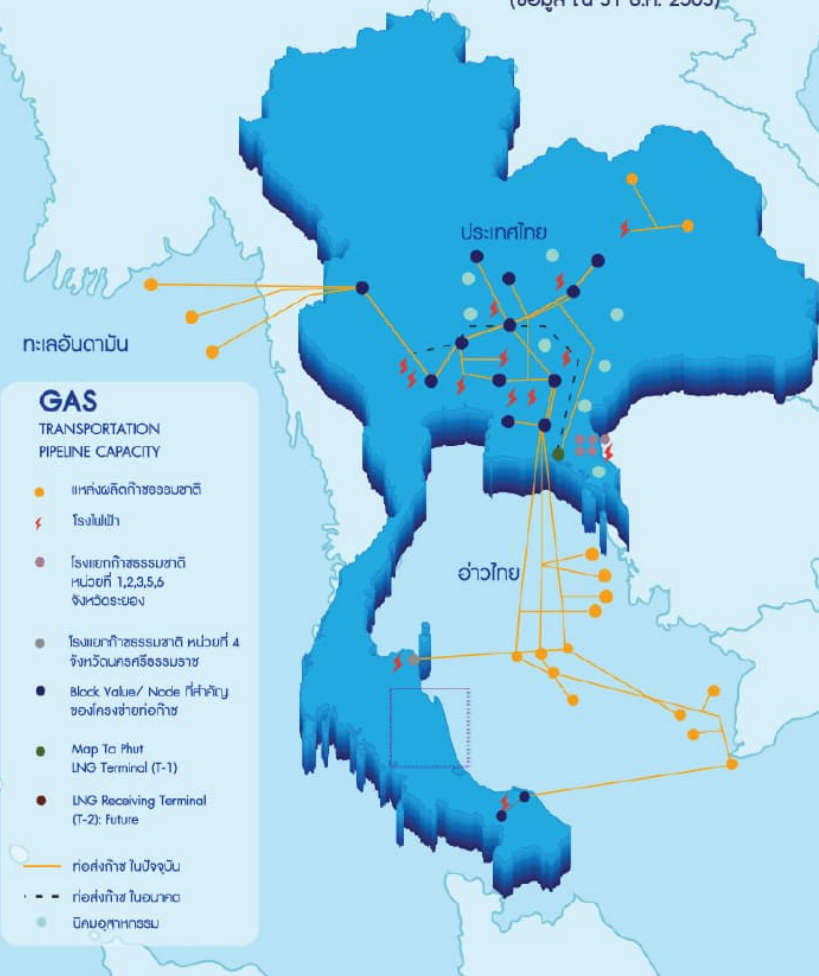 ประเทศไทย
ทะเลอันดามัน
อ่าวไทย
GAS
TRANSPORTATION
PIPELINE CAPACITY
แหล่งผลิตก๊าซธรรมชาติ
โรงไฟฟ้า
โรงแยกก๊าซธรรมชาติ
หน่วยที่ 1,2,3,5,6
จังหวัดระยอง
โรงแยกก๊าซธรรมชาติ หน่วยที่ 4
จังหวัดนครศรีธรรมราช
Block Value/ Node ที่สำคัญ
ของโครงข่ายท่อก๊าซ
Map Ta Phut
LNG Terminal (T-1)
LNG Receiving Terminal
(T-2): Future
ท่อส่งก๊าซ ในปัจจุบัน
ท่อส่งก๊าซ ในอนาคต
นิคมอุสาหกรรม